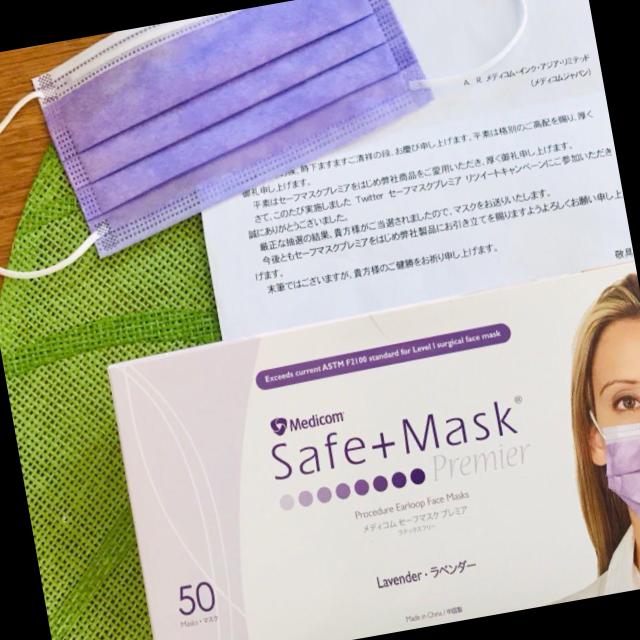 A. R. メディコム・インク・アジア・リミテッド
(メディコムジャパン)
時下ますますご清祥の段、お慶び申し上げます。平素は格別のご高配を賜り、厚く
御礼申し上げます。
平素はセーフマスクプレミアをはじめ弊社商品をご愛用いただき、厚く御礼申し上げます。
さて、このたび実施しました Twitter セーフマスクプレミア リツイートキャンペーンにご参加いただき
誠にありがとうございました。
厳正な抽選の結果、貴方様がご当選されましたので、マスクをお送りいたします。
今後ともセーフマスクプレミアをはじめ弊社製品にお引き立てを賜りますようよろしくお願い申し上
げます。
末筆ではございますが、貴方様のご健勝をお祈り申し上げます。
敬具
Exceeds current ASTM F2100 standard for Level 1 surgical face mask
Medicom®
Safe+Mask®
Premier
Procedure Earloop Face Masks
メディコム セーフマスク プレミア
ラテックスフリー
Lavender・ラベンダー
50
Masks・マスク
Made in China / 中国製